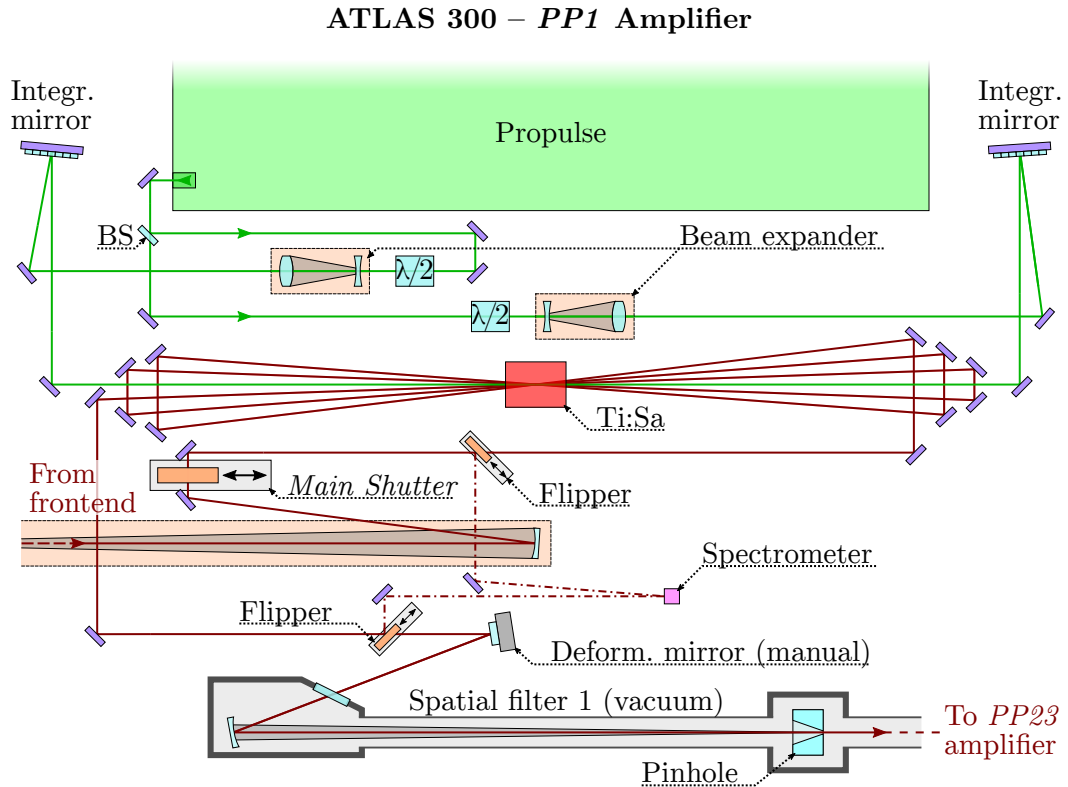 ATLAS 300 – PP1 Amplifier
Integr.
mirror
Propulse
Integr.
mirror
BS
Beam expander
λ/2
λ/2
Ti:Sa
From
frontend
Main Shutter
Flipper
Spectrometer
Flipper
Deform. mirror (manual)
Spatial filter 1 (vacuum)
To PP23
amplifier
Pinhole